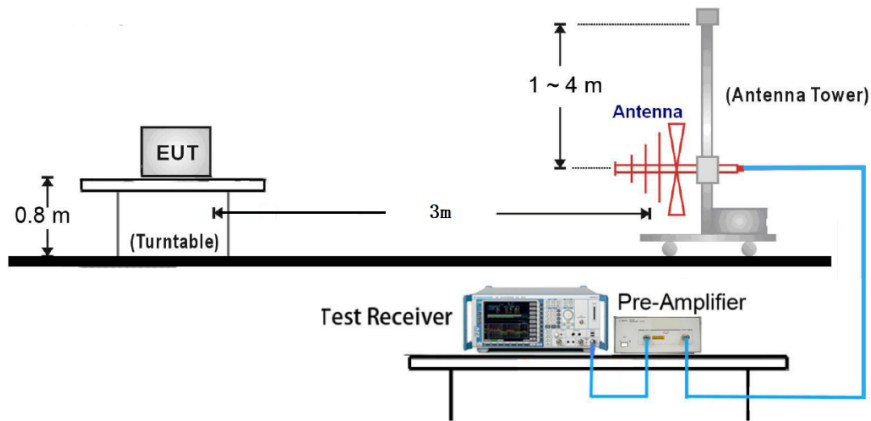 1 ~ 4 m
(Antenna Tower)
Antenna
EUT
0.8 m
3m
(Turntable)
Test Receiver
Pre-Amplifier